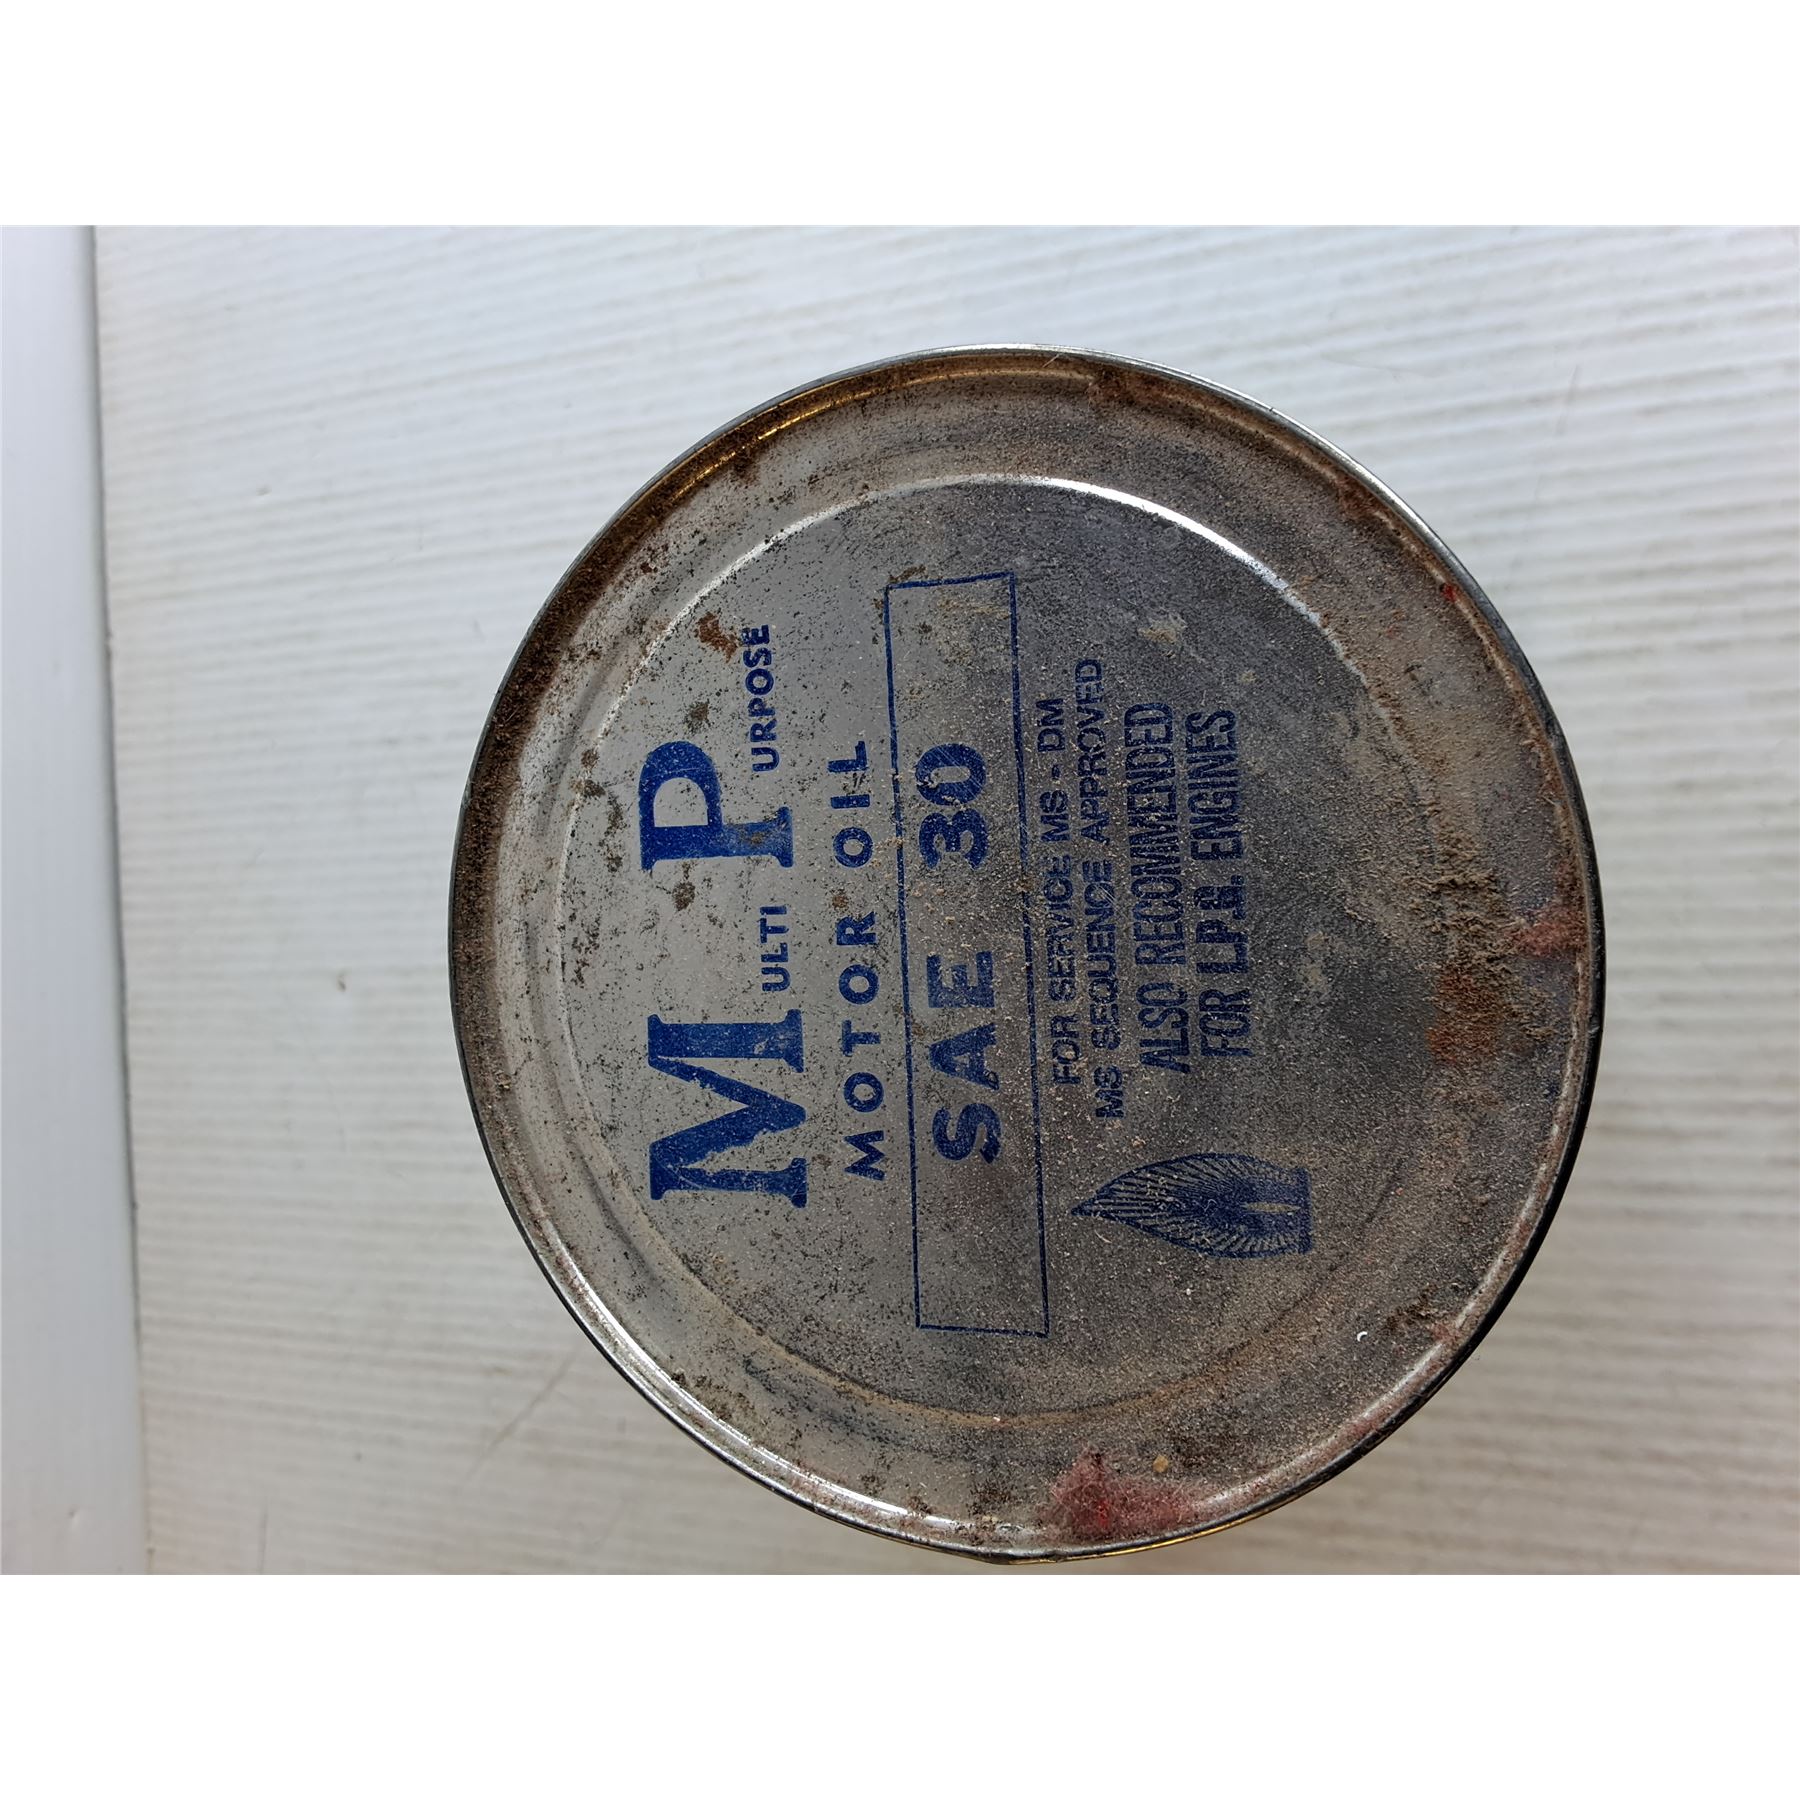 MULTI PURPOSE
MOTOR OIL
SAE 30
FOR SERVICE MS - DM
MS SEQUENCE APPROVED
ALSO RECOMMENDED
FOR L.P.G. ENGINES